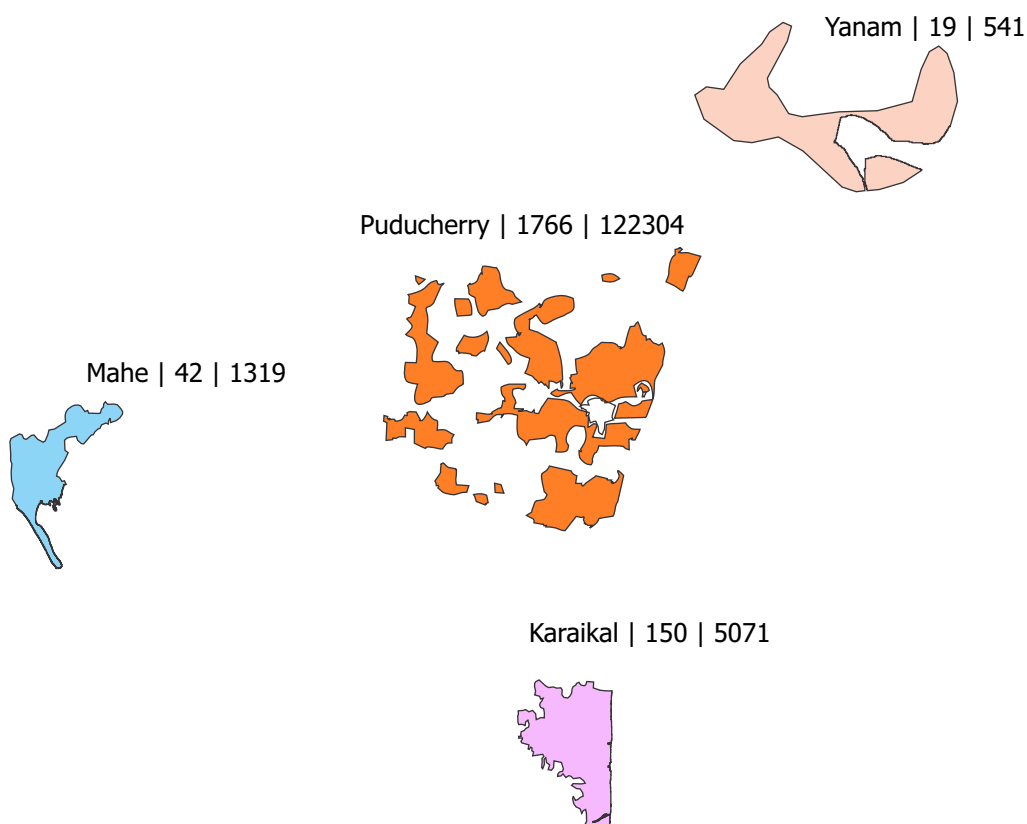 Yanam | 19 | 541
Puducherry | 1766 | 122304
Mahe | 42 | 1319
Karaikal | 150 | 5071